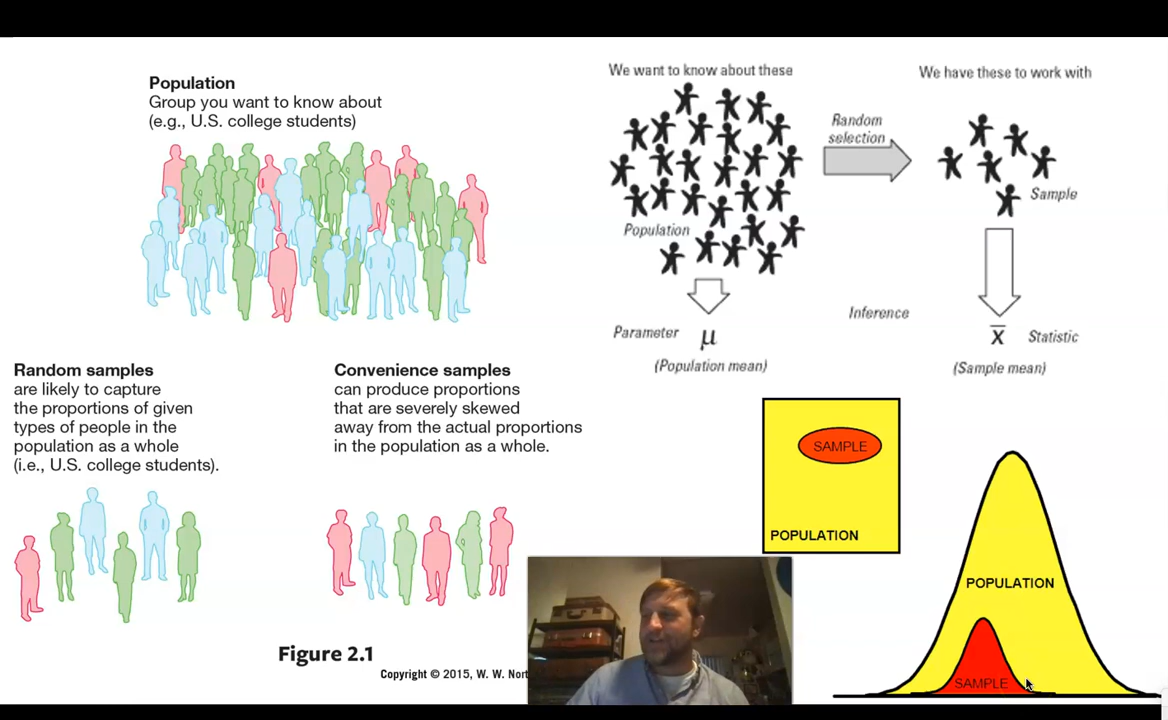 Population
Group you want to know about
(e.g., U.S. college students)
We want to know about these
We have these to work with
Random
selection
Sample
Population
Inference
Parameter μ
(Population mean)
x̅ Statistic
(Sample mean)
Random samples
are likely to capture
the proportions of given
types of people in the
population as a whole
(i.e., U.S. college students).
Convenience samples
can produce proportions
that are severely skewed
away from the actual proportions
in the population as a whole.
SAMPLE
POPULATION
POPULATION
SAMPLE
Figure 2.1
Copyright © 2015, W. W. Nort